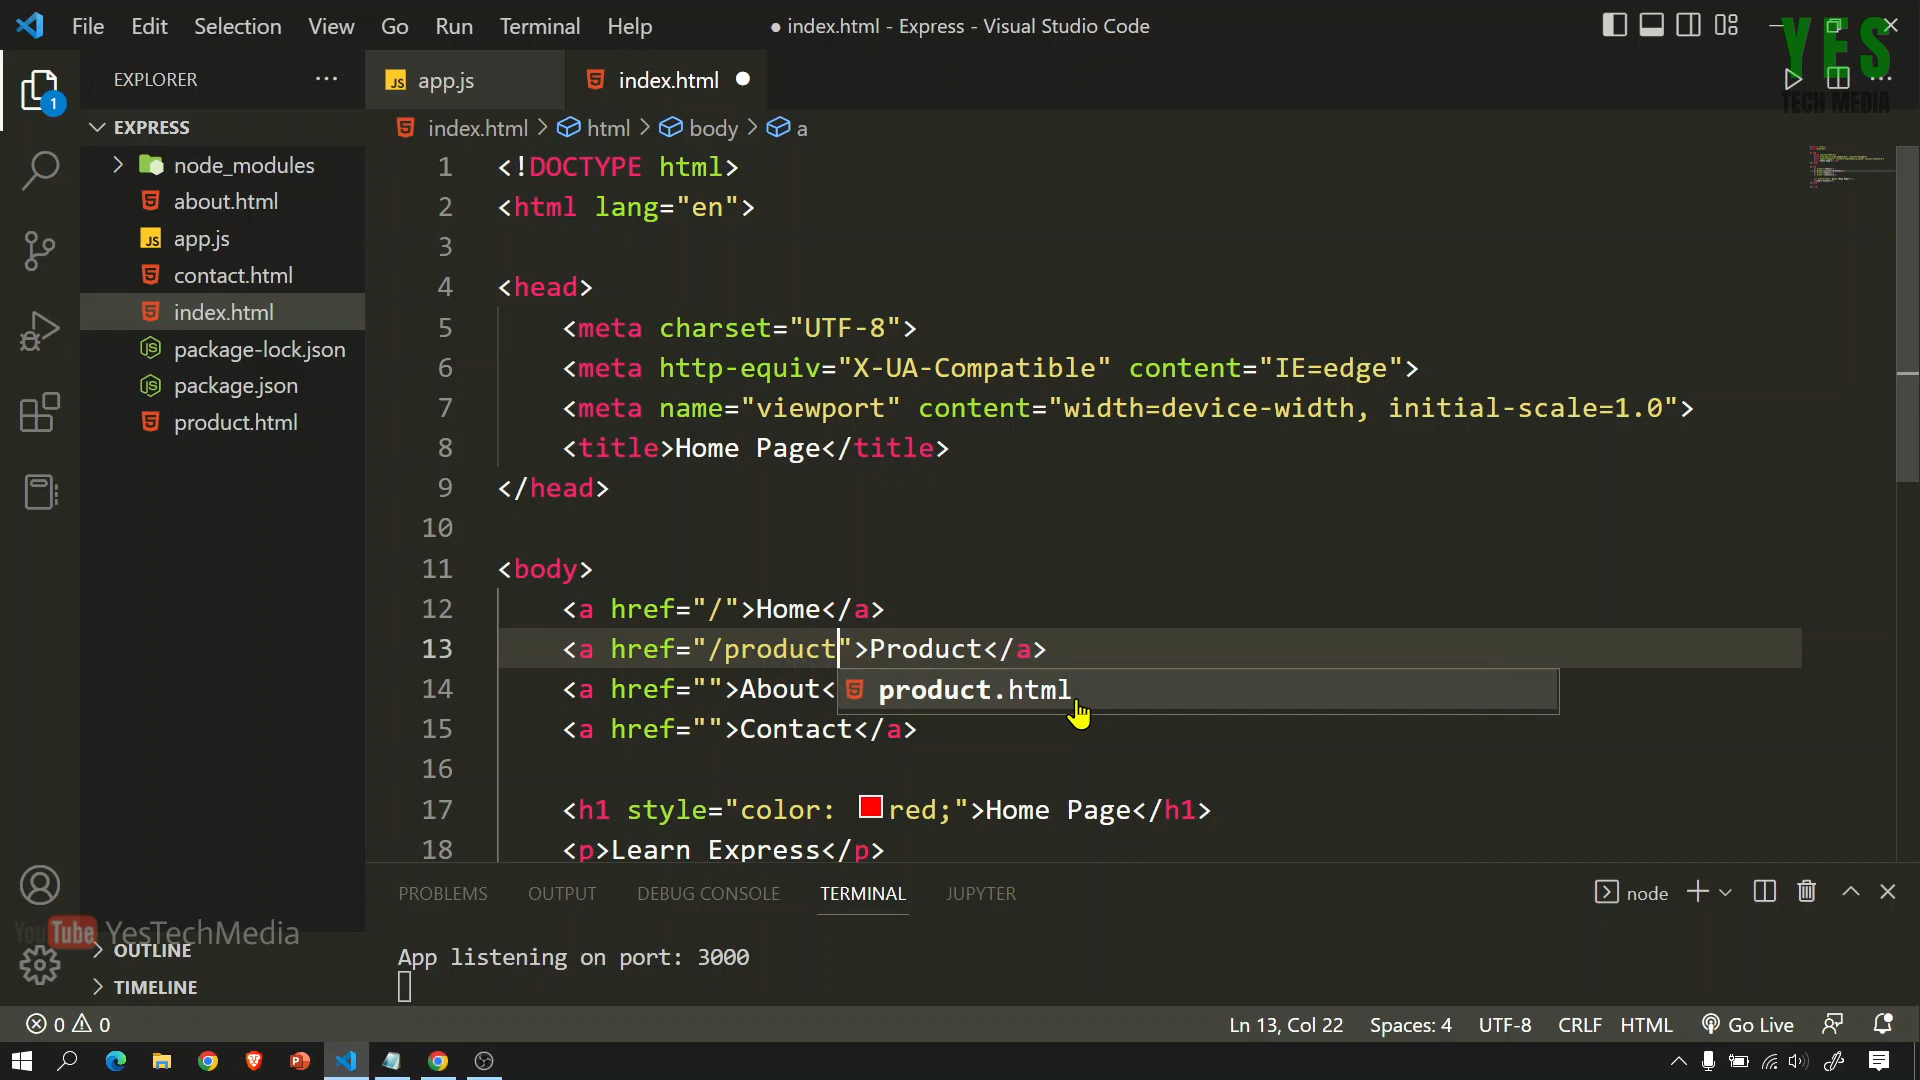 File Edit Selection View Go Run Terminal Help
● index.html - Express - Visual Studio Code
YES
TECH MEDIA
EXPLORER
1
JS app.js
index.html
EXPRESS
index.html > html > body > a
node_modules
about.html
JS app.js
contact.html
index.html
package-lock.json
package.json
product.html
1 <!DOCTYPE html>
2 <html lang="en">
3
4 <head>
5 <meta charset="UTF-8">
6 <meta http-equiv="X-UA-Compatible" content="IE=edge">
7 <meta name="viewport" content="width=device-width, initial-scale=1.0">
8 <title>Home Page</title>
9 </head>
10
11 <body>
12 <a href="/">Home</a>
13 <a href="/product">Product</a>
14 <a href="">About<
product.html
15 <a href="">Contact</a>
16
17 <h1 style="color: red;">Home Page</h1>
18 <p>Learn Express</p>
PROBLEMS OUTPUT DEBUG CONSOLE TERMINAL JUPYTER
node
App listening on port: 3000
YouTube YesTechMedia
OUTLINE
TIMELINE
0 0
Ln 13, Col 22 Spaces: 4 UTF-8 CRLF HTML Go Live